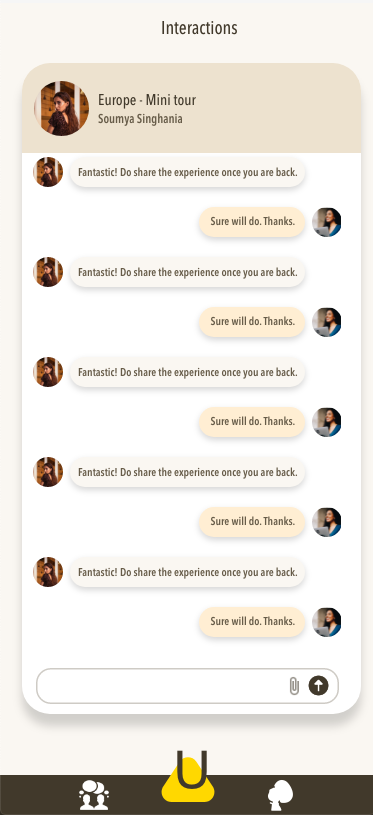 Interactions
Europe - Mini tour
Soumya Singhania
Fantastic! Do share the experience once you are back.
Sure will do. Thanks.
Fantastic! Do share the experience once you are back.
Sure will do. Thanks.
Fantastic! Do share the experience once you are back.
Sure will do. Thanks.
Fantastic! Do share the experience once you are back.
Sure will do. Thanks.
Fantastic! Do share the experience once you are back.
Sure will do. Thanks.
U